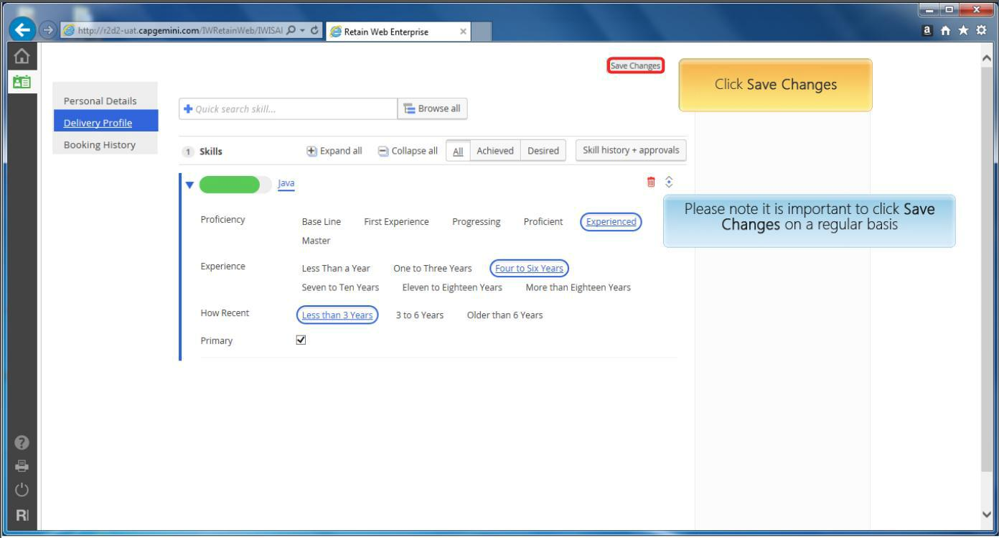 http://r2d2-uat.capgemini.com/IWRetainWeb/IWISAI
Retain Web Enterprise
Save Changes
Click Save Changes
Personal Details
Delivery Profile
Booking History
Quick search skill...
Browse all
1 Skills
Expand all
Collapse all
All
Achieved
Desired
Skill history + approvals
Java
Please note it is important to click Save
Changes on a regular basis
Proficiency
Base Line First Experience Progressing Proficient Experienced
Master
Experience
Less Than a Year One to Three Years Four to Six Years
Seven to Ten Years Eleven to Eighteen Years More than Eighteen Years
How Recent
Less than 3 Years 3 to 6 Years Older than 6 Years
Primary
RI